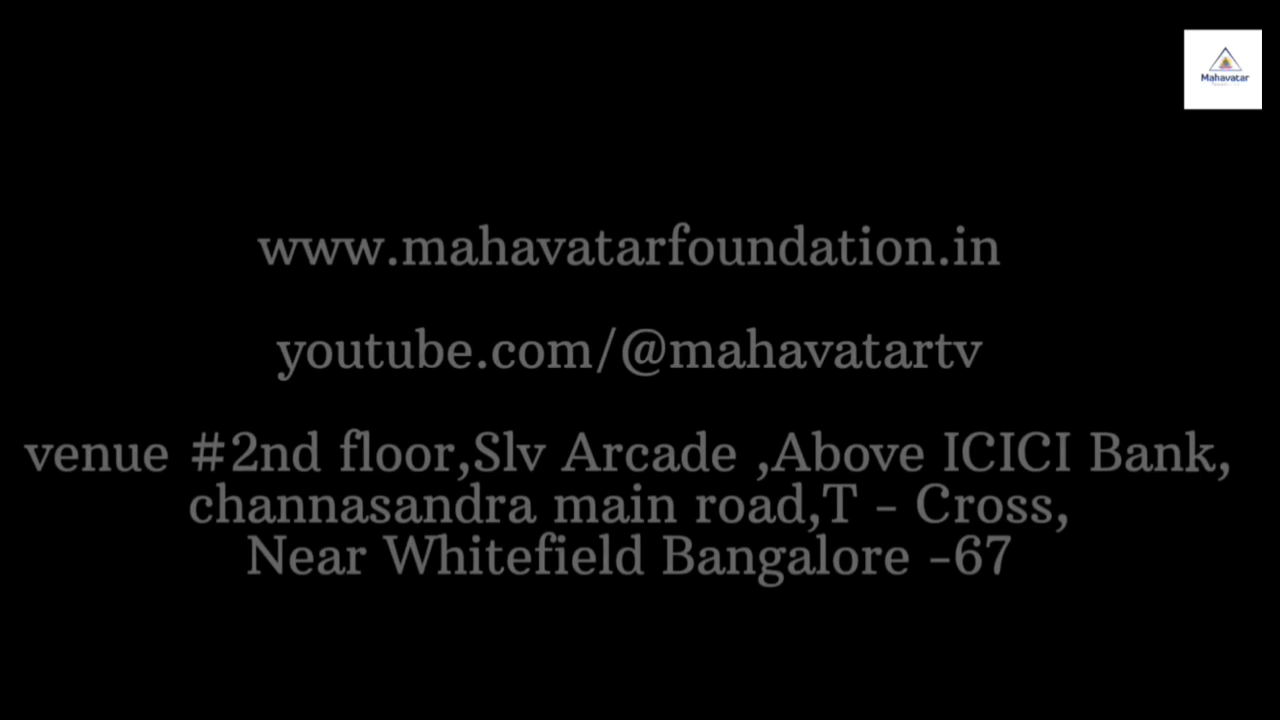 Mahavatar
www.mahavatarfoundation.in
youtube.com/@mahavatartv
venue #2nd floor,Slv Arcade ,Above ICICI Bank,
channasandra main road,T - Cross,
Near Whitefield Bangalore -67